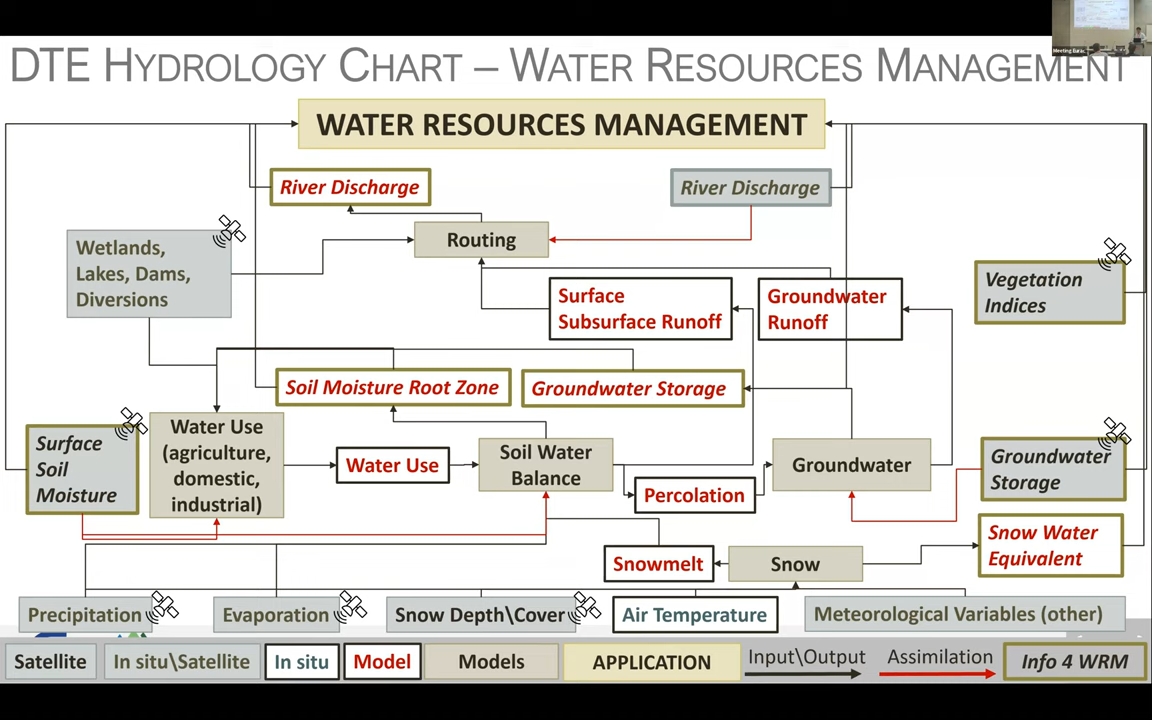 DTE HYDROLOGY CHART – WATER RESOURCES MANAGEMENT
WATER RESOURCES MANAGEMENT
River Discharge
River Discharge
Routing
Wetlands,
Lakes, Dams,
Diversions
Surface
Subsurface Runoff
Groundwater
Runoff
Vegetation
Indices
Soil Moisture Root Zone
Groundwater Storage
Surface
Soil
Moisture
Water Use
(agriculture,
domestic,
industrial)
Water Use
Soil Water
Balance
Percolation
Groundwater
Groundwater
Storage
Snow Water
Equivalent
Snowmelt
Snow
Precipitation
Evaporation
Snow Depth\Cover
Air Temperature
Meteorological Variables (other)
Satellite
In situ\Satellite
In situ
Model
Models
APPLICATION
Input\Output
Assimilation
Info 4 WRM